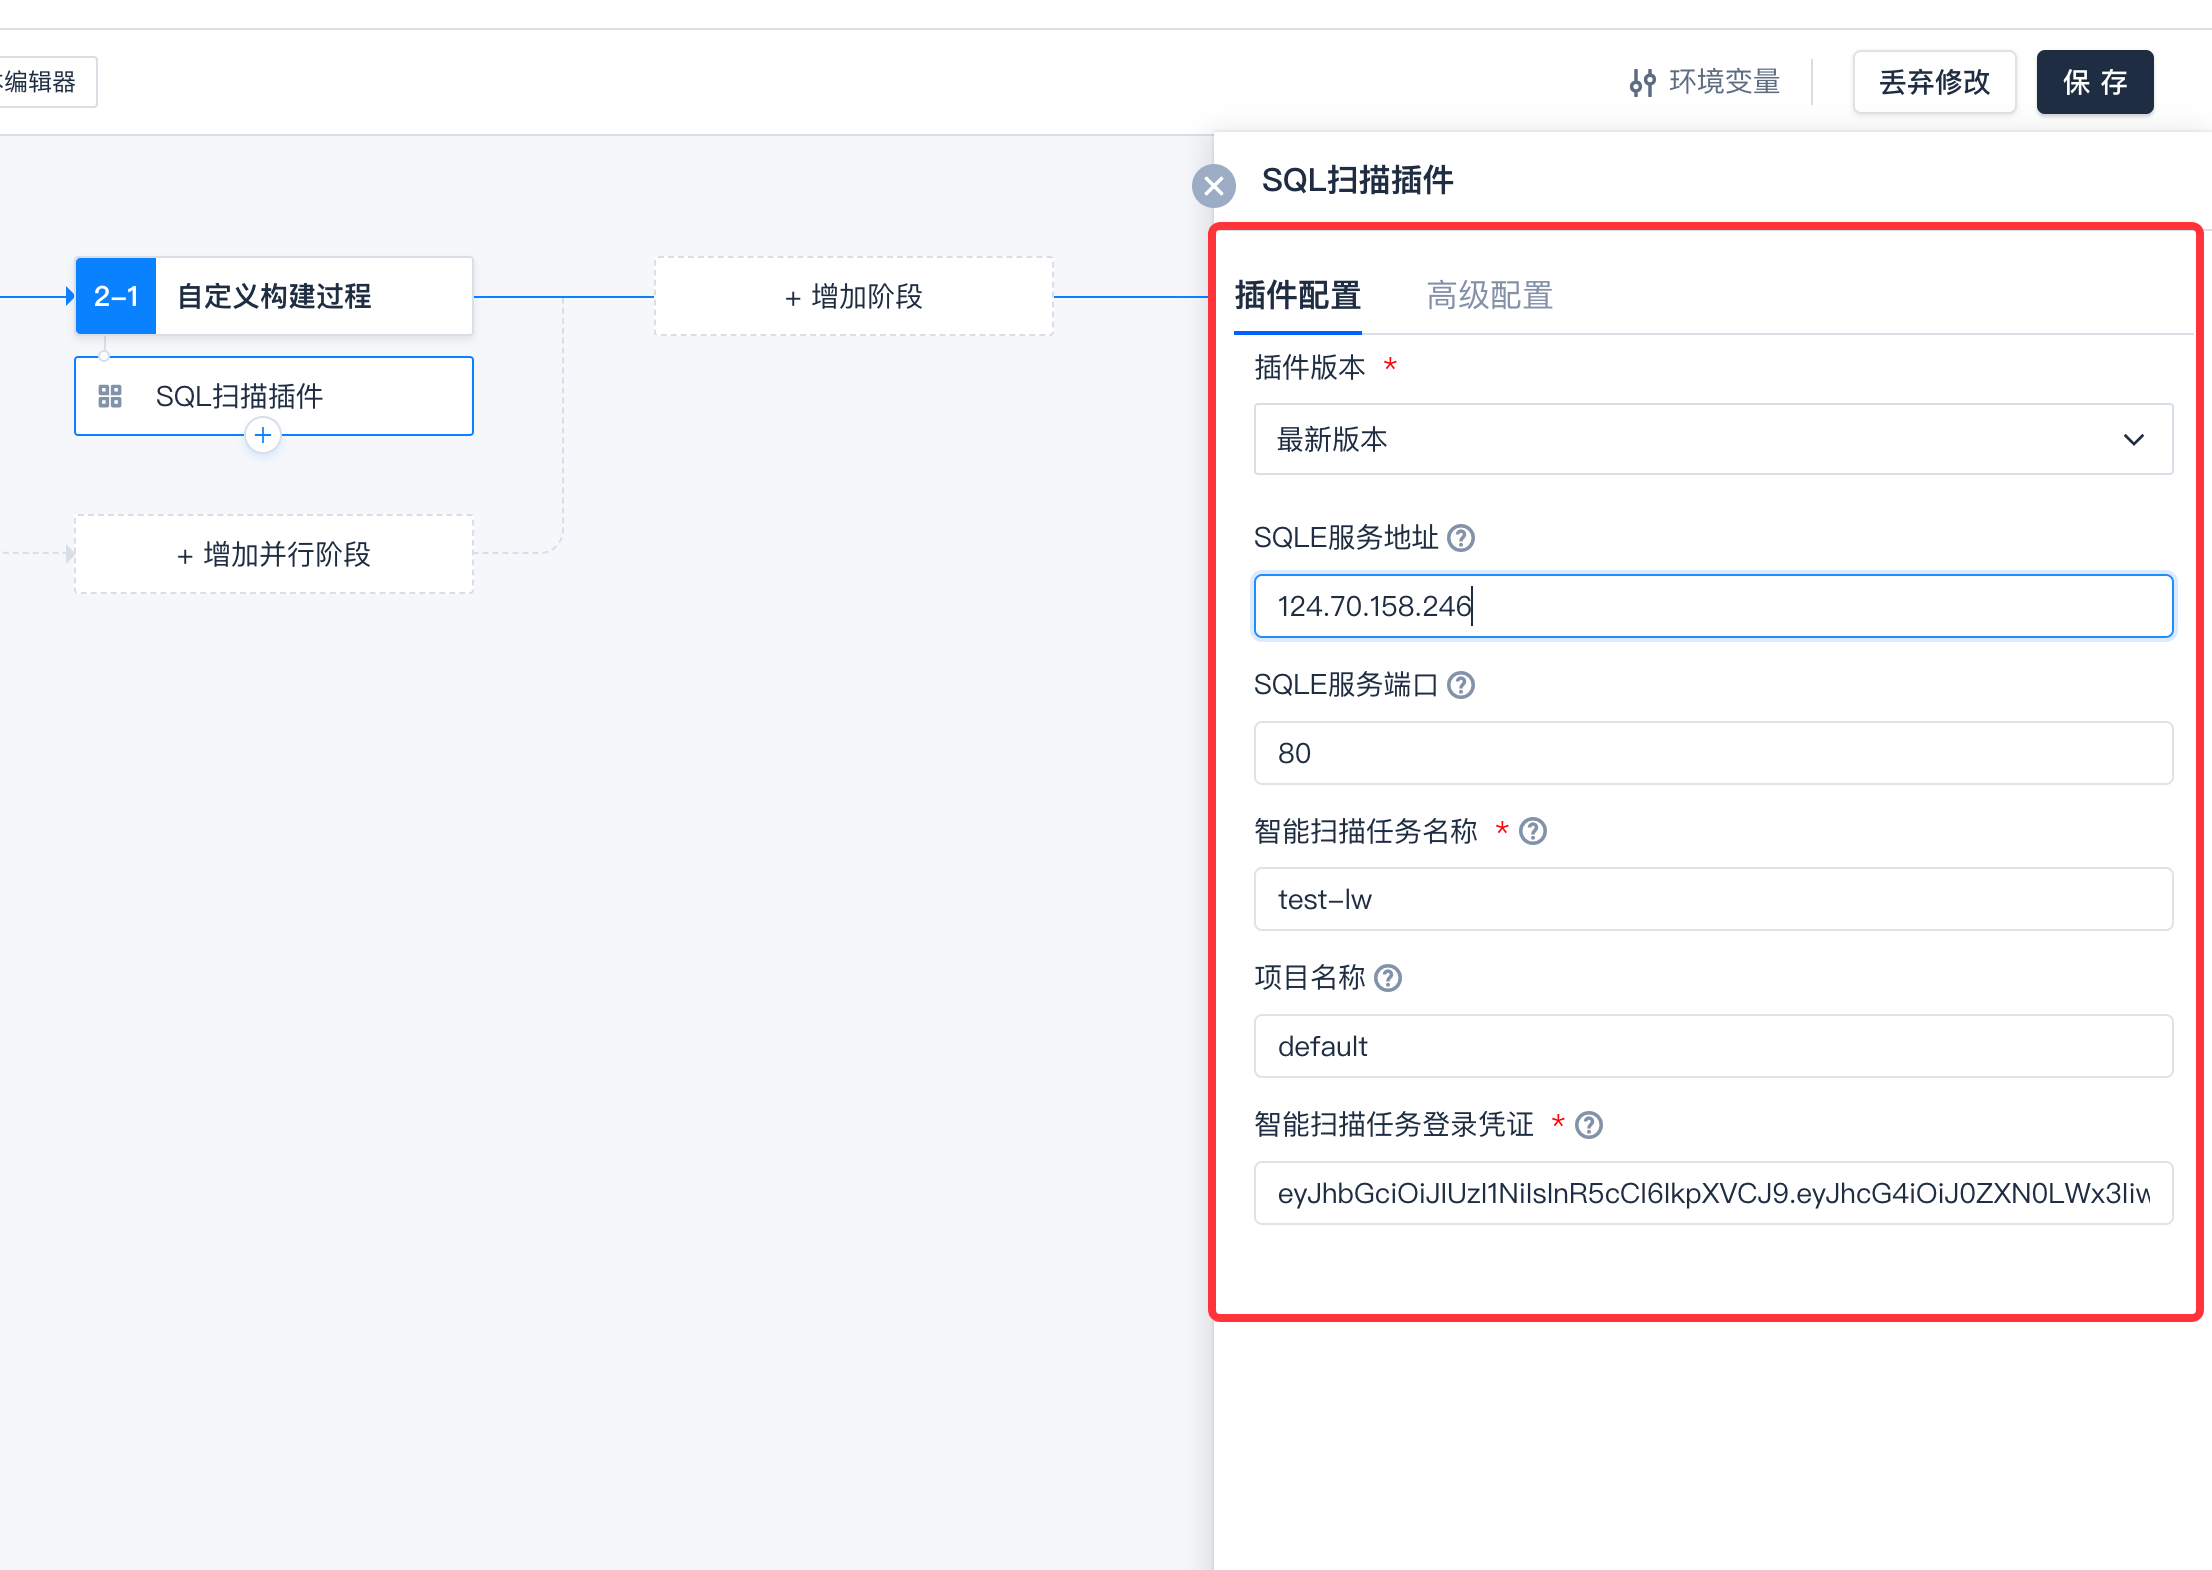 编辑器
环境变量
丢弃修改
保 存
SQL扫描插件
2-1
自定义构建过程
+ 增加阶段
SQL扫描插件
+ 增加并行阶段
插件配置
高级配置
插件版本 *
最新版本
SQLE服务地址
124.70.158.246
SQLE服务端口
80
智能扫描任务名称 *
test-lw
项目名称
default
智能扫描任务登录凭证 *
eyJhbGciOiJIUzI1NiIsInR5cCI6IkpXVCJ9.eyJhcG4iOiJ0ZXN0LWx3Iiw